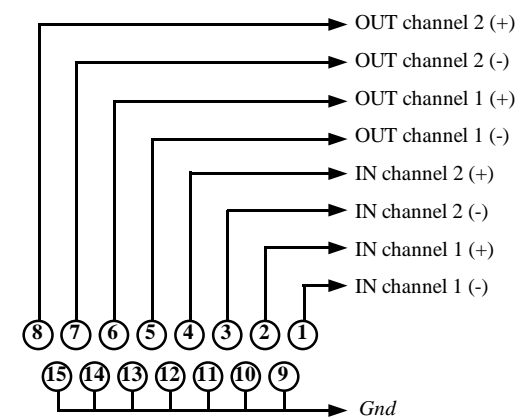 OUT channel 2 (+)
OUT channel 2 (-)
OUT channel 1 (+)
OUT channel 1 (-)
IN channel 2 (+)
IN channel 2 (-)
IN channel 1 (+)
IN channel 1 (-)
8 7 6 5 4 3 2 1
15 14 13 12 11 10 9
Gnd